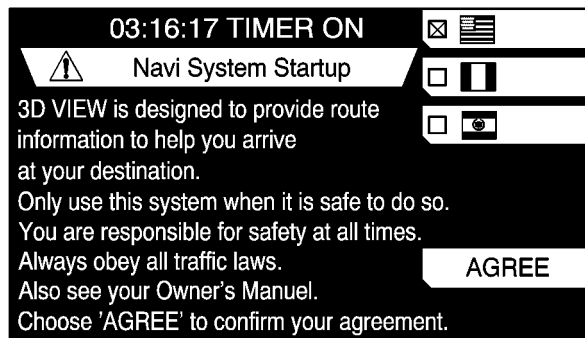 03:16:17 TIMER ON
Navi System Startup
3D VIEW is designed to provide route
information to help you arrive
at your destination.
Only use this system when it is safe to do so.
You are responsible for safety at all times.
Always obey all traffic laws.
Also see your Owner's Manuel.
Choose 'AGREE' to confirm your agreement.
AGREE